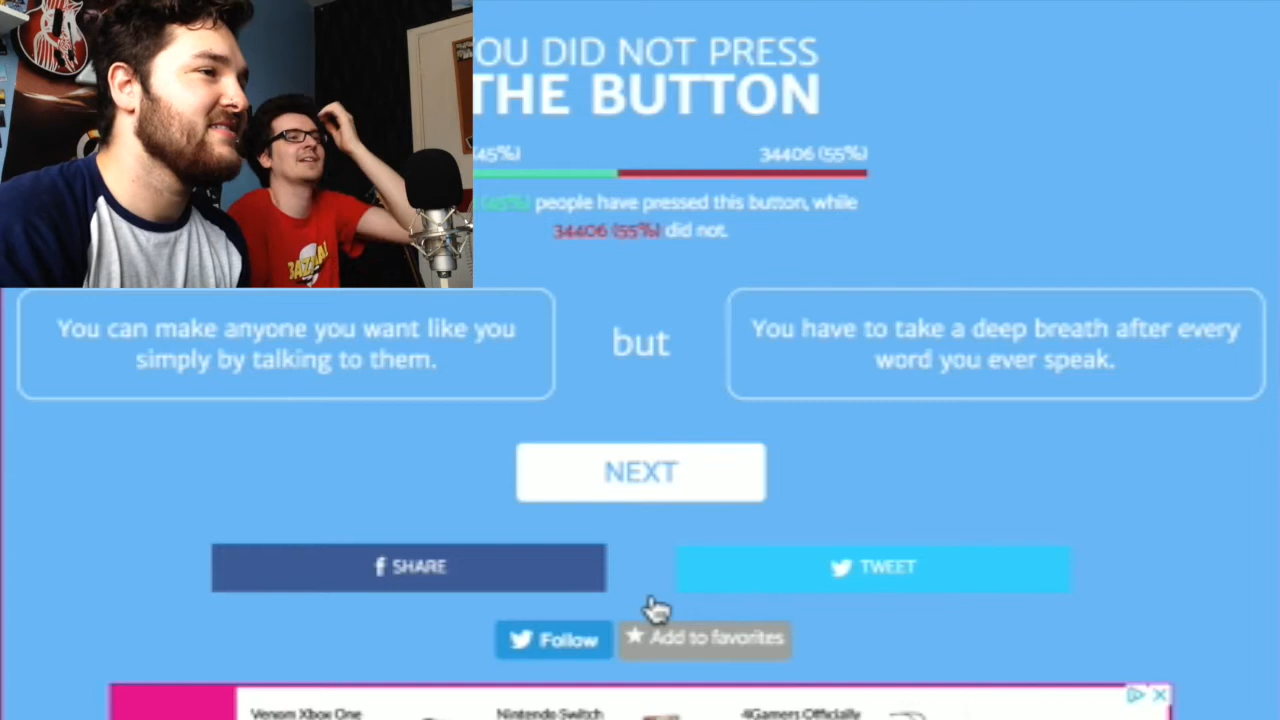 OU DID NOT PRESS
THE BUTTON
(45%) 34406 (55%)
(45%) people have pressed this button, while
34406 (55%) did not.
BAZINGA!
You can make anyone you want like you
simply by talking to them.
but
You have to take a deep breath after every
word you ever speak.
NEXT
f SHARE
TWEET
Follow
Add to favorites
Venom Xbox One
Nintendo Switch
4Gamers Officially